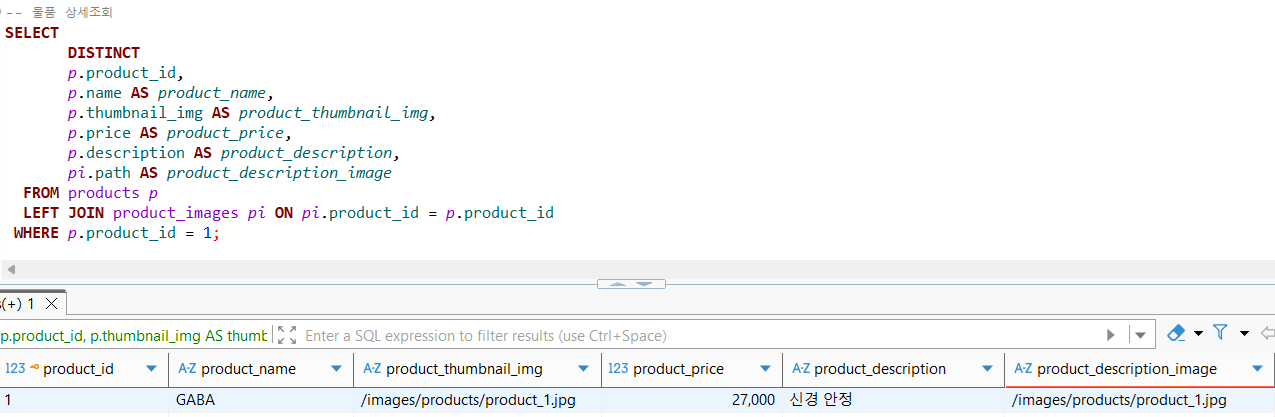 -- 물품 상세조회
SELECT
DISTINCT
p.product_id,
p.name AS product_name,
p.thumbnail_img AS product_thumbnail_img,
p.price AS product_price,
p.description AS product_description,
pi.path AS product_description_image
FROM products p
LEFT JOIN product_images pi ON pi.product_id = p.product_id
WHERE p.product_id = 1;
s(+) 1
p.product_id, p.thumbnail_img AS thumb Enter a SQL expression to filter results (use Ctrl+Space)
123 product_id A-Z product_name A-Z product_thumbnail_img 123 product_price A-Z product_description A-Z product_description_image
1 GABA /images/products/product_1.jpg 27,000 신경 안정 /images/products/product_1.jpg